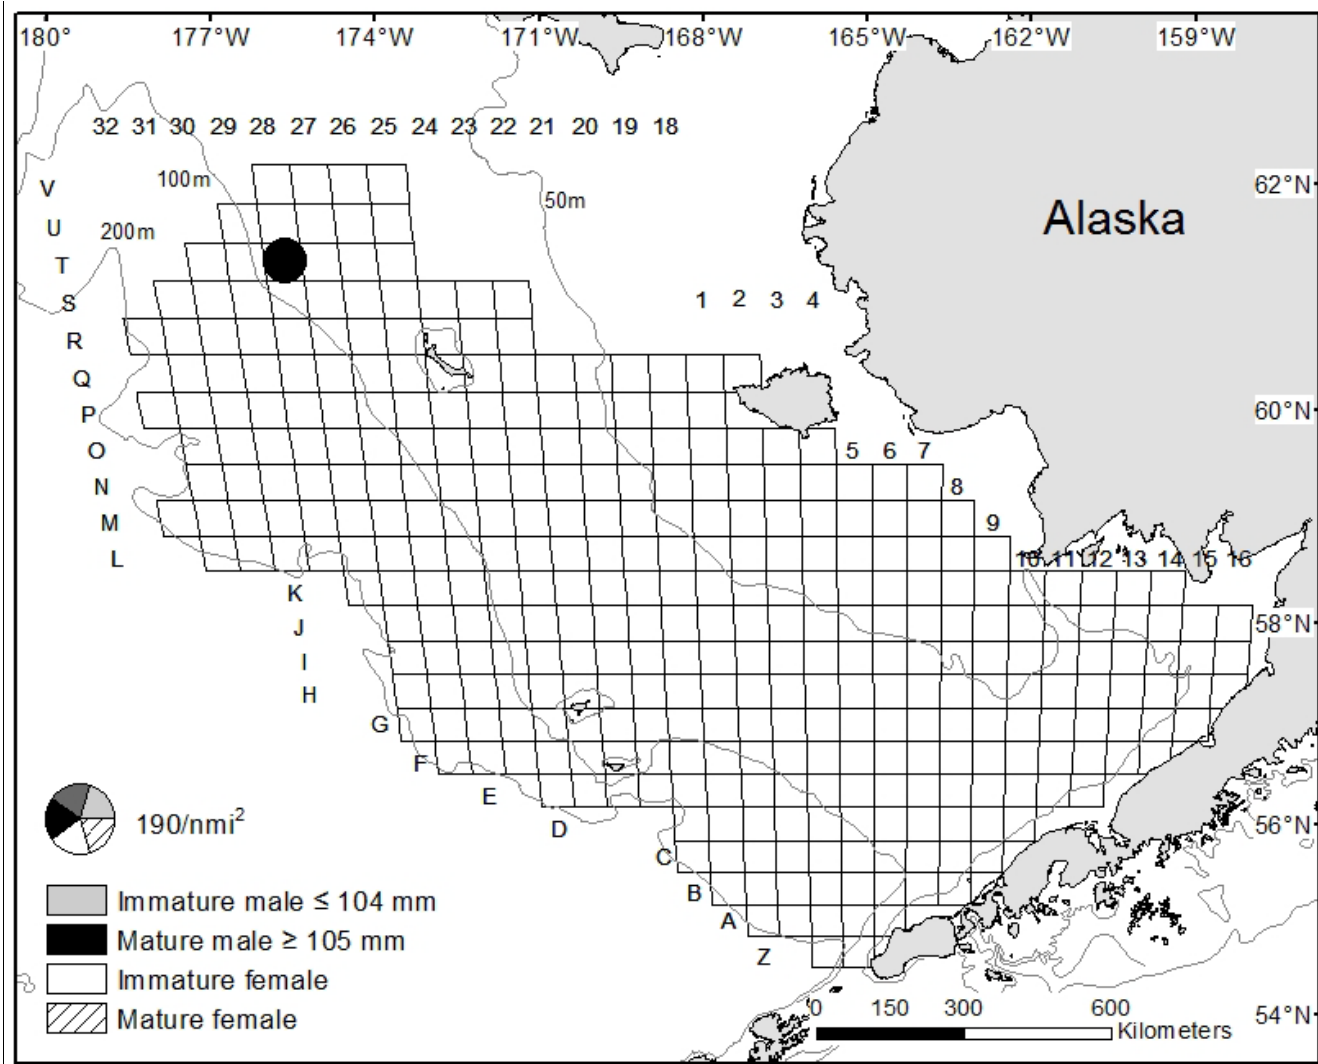 180° 177°W 174°W 171°W 168°W 165°W 162°W 159°W
32 31 30 29 28 27 26 25 24 23 22 21 20 19 18
V
100m
62°N
50m
U
200m
Alaska
T
S
1 2 3 4
R
Q
P
60°N
O
5 6 7
N
8
M
9
L
10 11 12 13 14 15 16
K
J
58°N
I
H
G
F
E
D
190/nmi²
56°N
C
B
A
Z
Immature male ≤ 104 mm
Mature male ≥ 105 mm
Immature female
Mature female
0 150 300 600
Kilometers
54°N